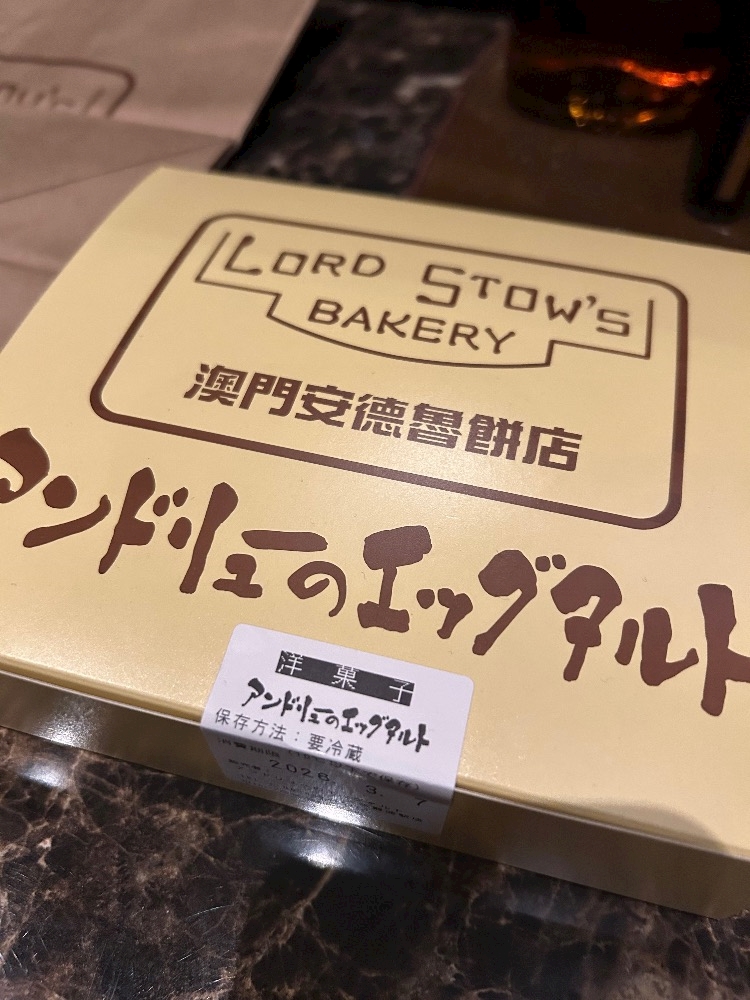 LORD STOW'S
BAKERY
澳門安德魯餅店
アンドリューのエッグタルト
洋菓子
アンドリューのエッグタルト
保存方法：要冷蔵
2026. 3. 7